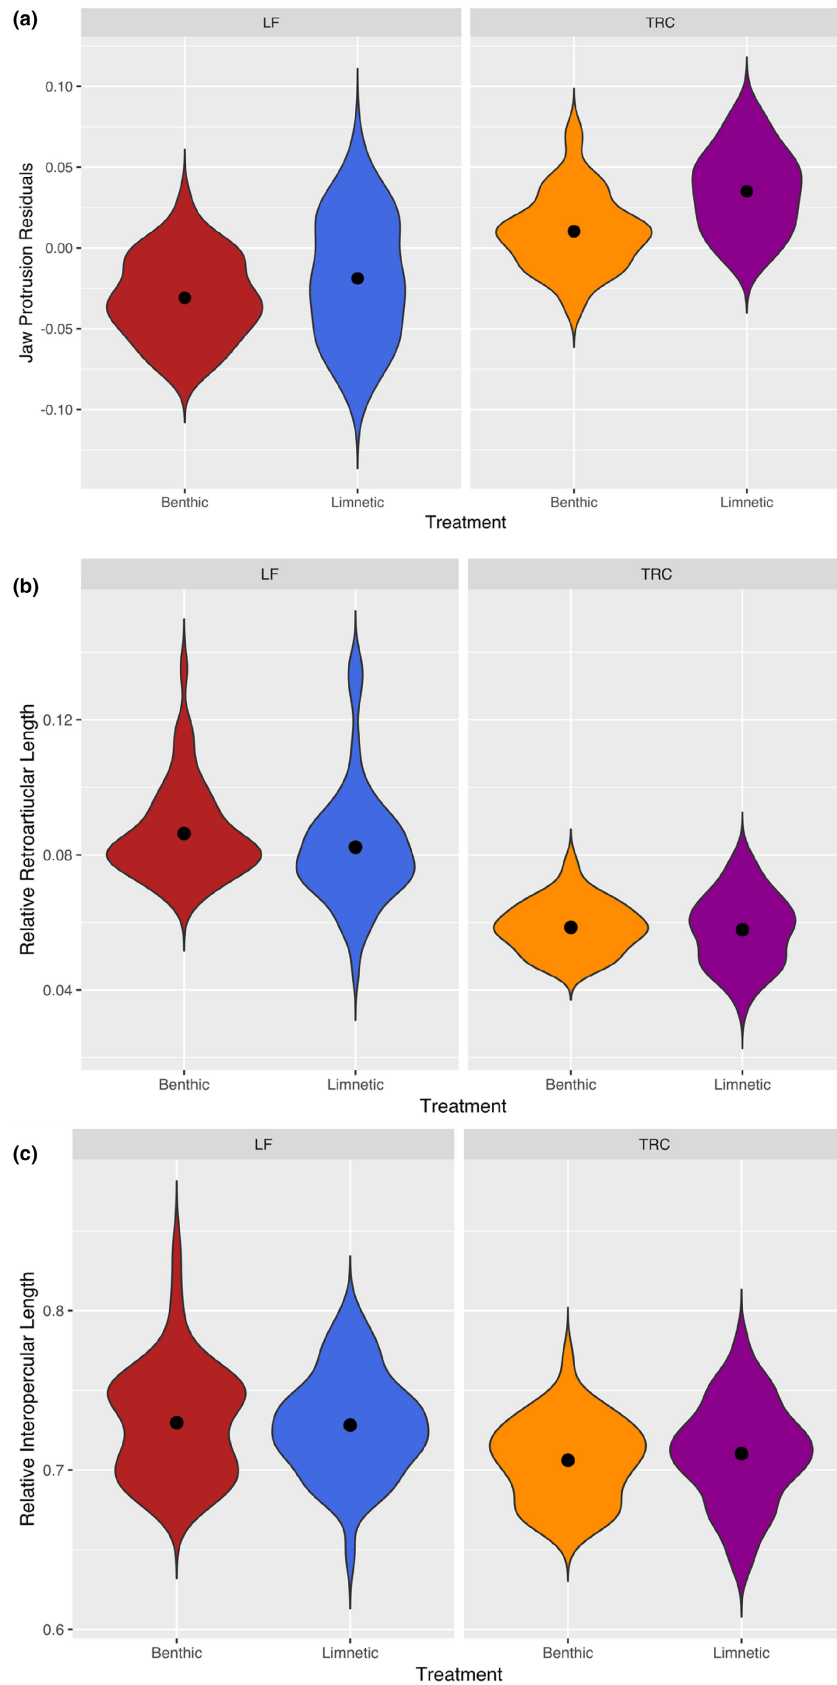 (a)
LF
TRC
Jaw Protrusion Residuals
0.10
0.05
0.00
-0.05
-0.10
Benthic
Limnetic
Benthic
Limnetic
Treatment
(b)
LF
TRC
Relative Retroartiuclar Length
0.12
0.08
0.04
Benthic
Limnetic
Benthic
Limnetic
Treatment
(c)
LF
TRC
Relative Interopercular Length
0.8
0.7
0.6
Benthic
Limnetic
Benthic
Limnetic
Treatment